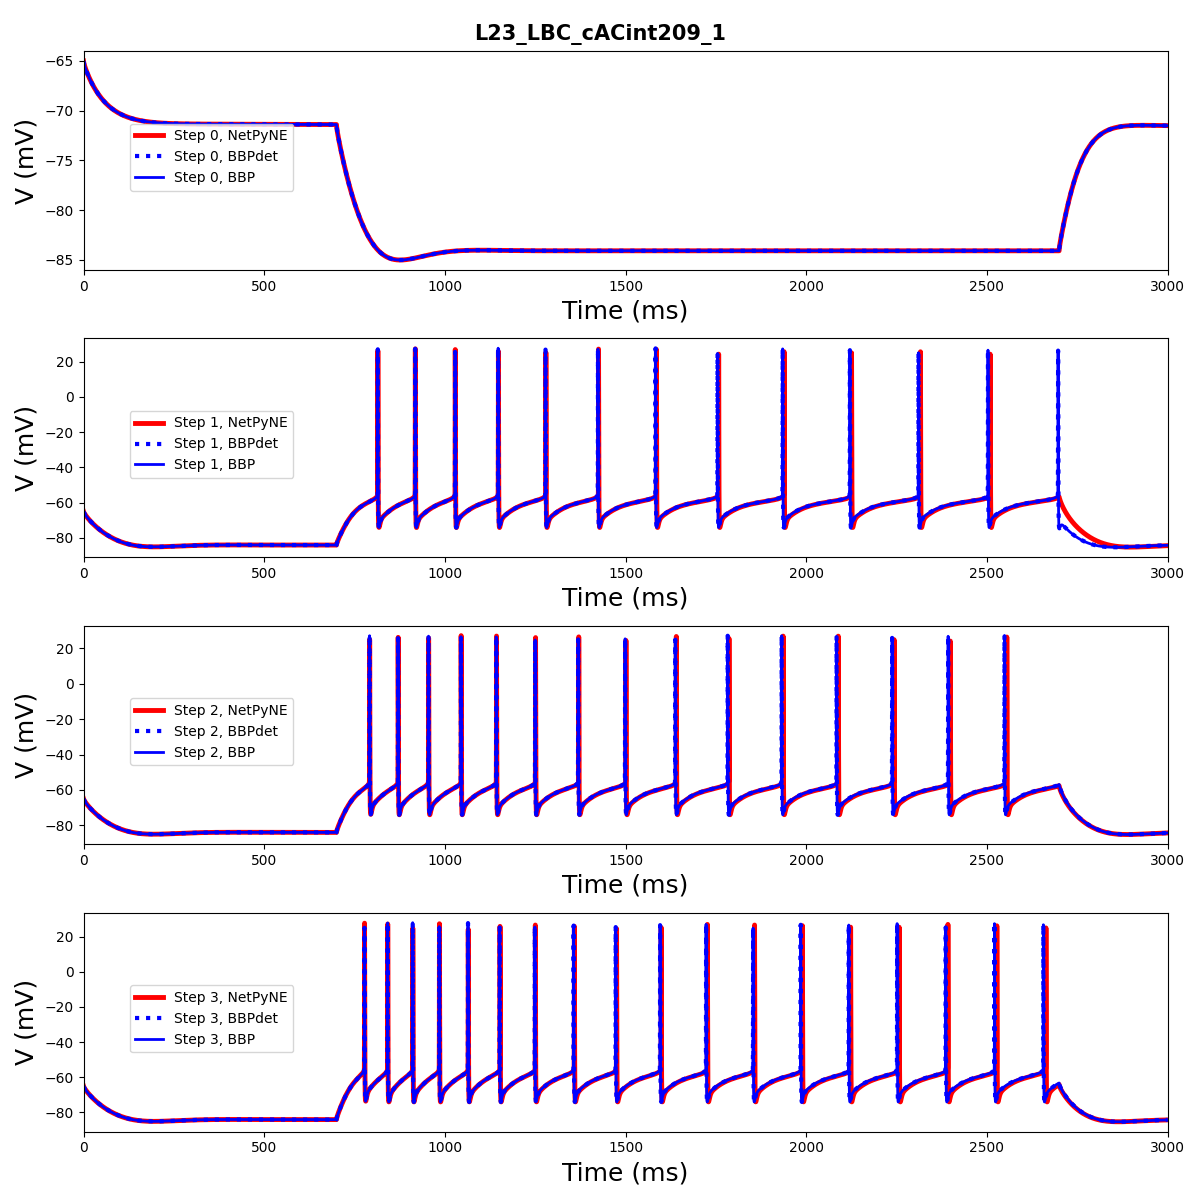 L23_LBC_cACint209_1
−65
−70
−75
−80
−85
V (mV)
Step 0, NetPyNE
Step 0, BBPdet
Step 0, BBP
0 500 1000 1500 2000 2500 3000
Time (ms)
20
0
−20
−40
−60
−80
V (mV)
Step 1, NetPyNE
Step 1, BBPdet
Step 1, BBP
0 500 1000 1500 2000 2500 3000
Time (ms)
20
0
−20
−40
−60
−80
V (mV)
Step 2, NetPyNE
Step 2, BBPdet
Step 2, BBP
0 500 1000 1500 2000 2500 3000
Time (ms)
20
0
−20
−40
−60
−80
V (mV)
Step 3, NetPyNE
Step 3, BBPdet
Step 3, BBP
0 500 1000 1500 2000 2500 3000
Time (ms)